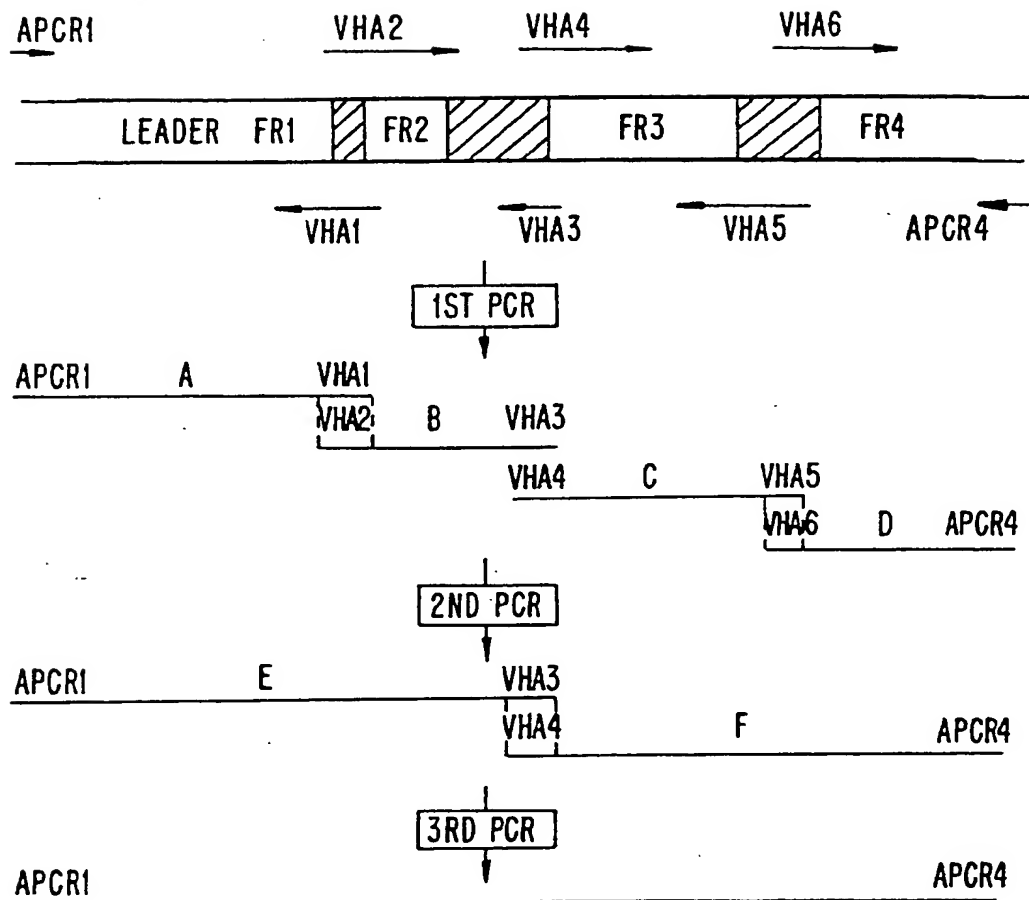 APCR1 VHA2 VHA4 VHA6
LEADER FR1 FR2 FR3 FR4
VHA1 VHA3 VHA5 APCR4
1ST PCR
APCR1 A VHA1
VHA2 B VHA3
VHA4 C VHA5
VHA6 D APCR4
2ND PCR
APCR1 E VHA3
VHA4 F APCR4
3RD PCR
APCR1 APCR4